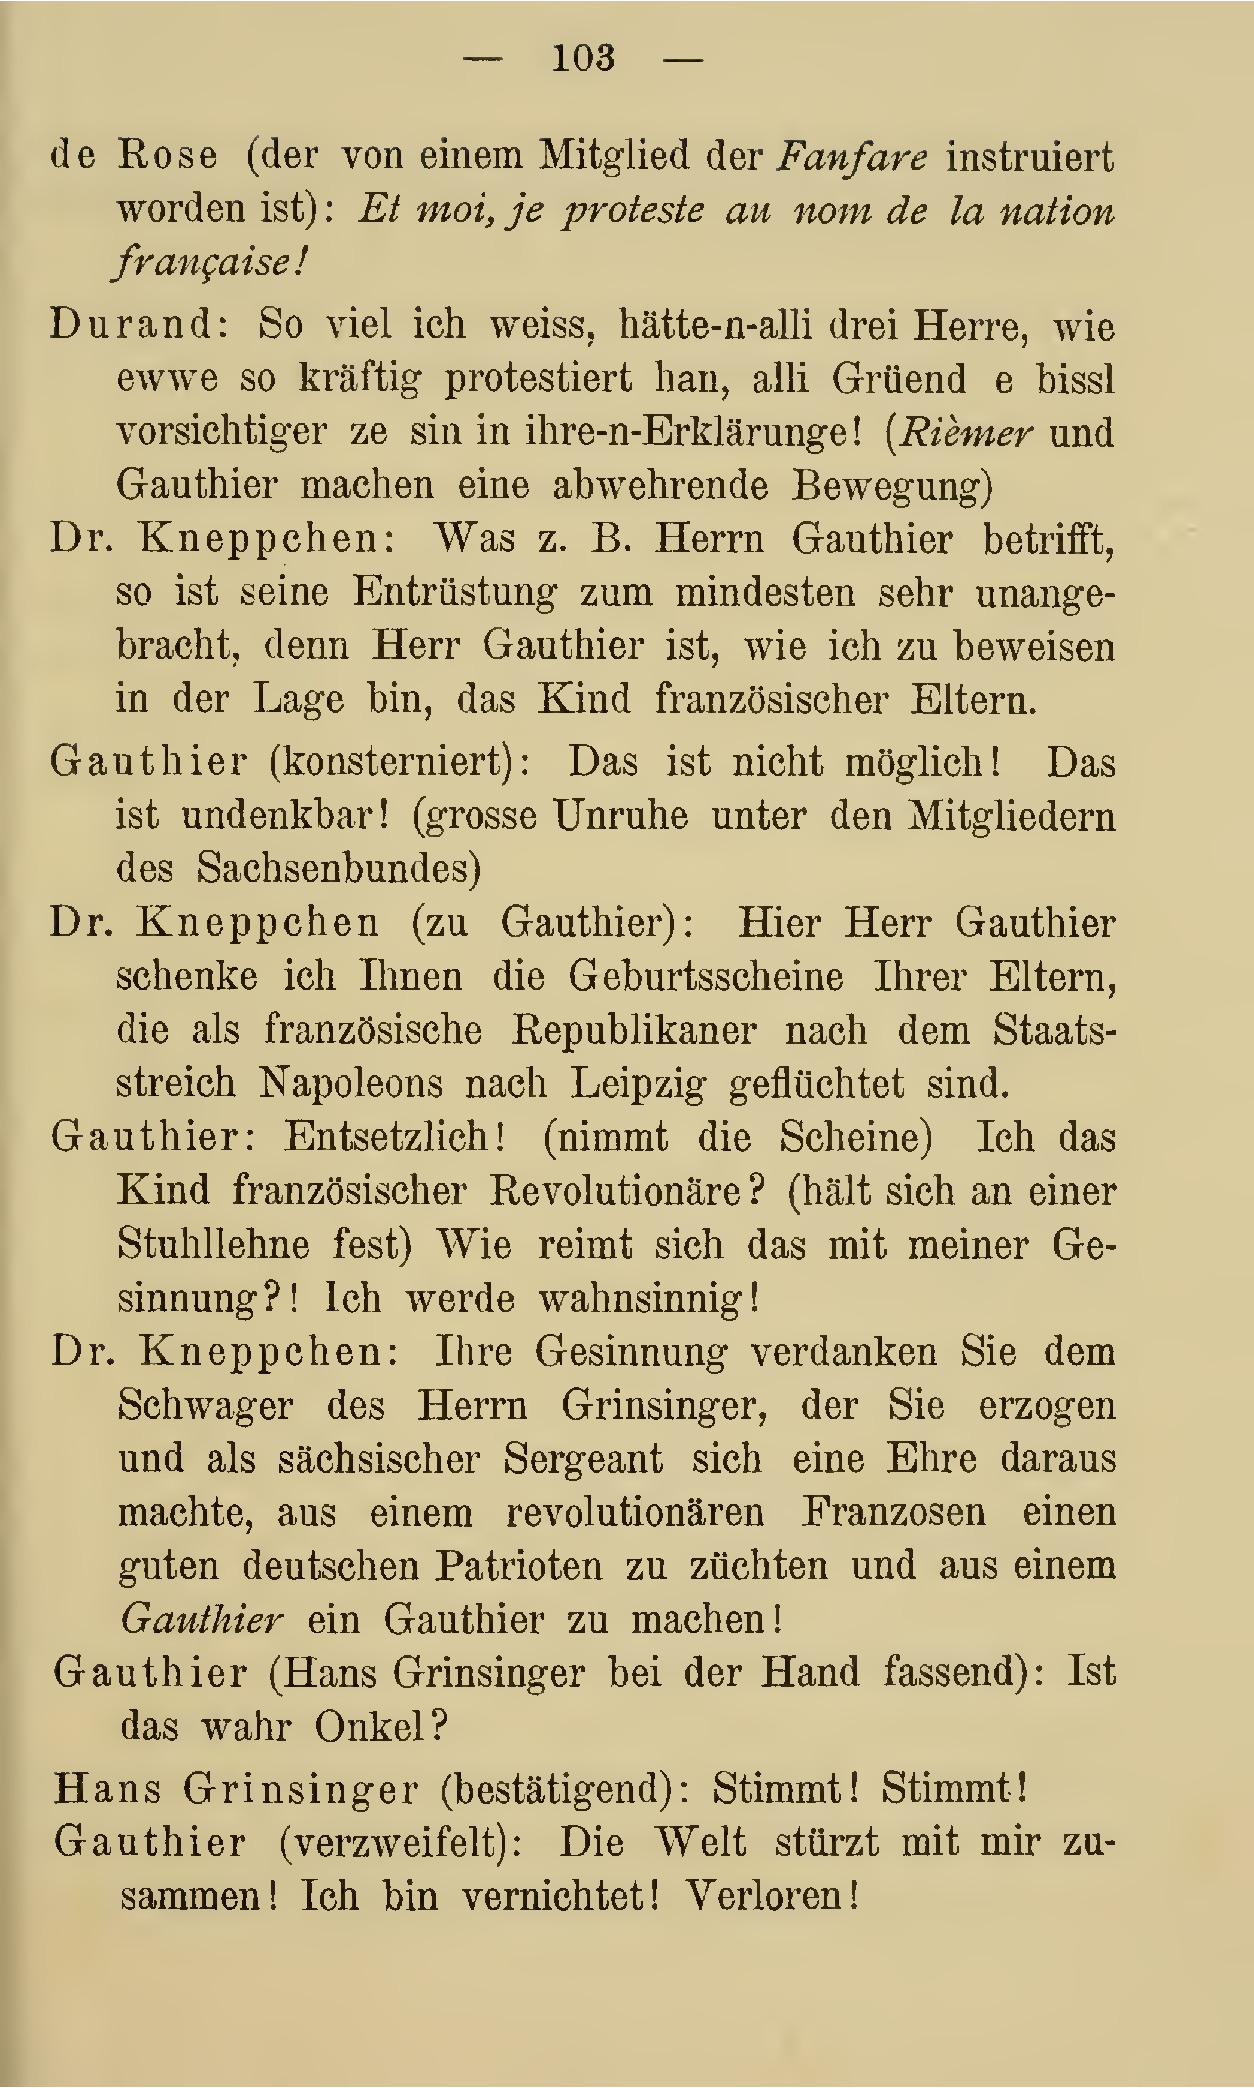 — 103 —
de Rose (der von einem Mitglied der Fanfare instruiert
worden ist): Et moi, je proteste au nom de la nation
française!
Durand: So viel ich weiss, hätte-n-alli drei Herre, wie
ewwe so kräftig protestiert han, alli Grüend e bissl
vorsichtiger ze sin in ihre-n-Erklärunge! (Rièmer und
Gauthier machen eine abwehrende Bewegung)
Dr. Kneppchen: Was z. B. Herrn Gauthier betrifft,
so ist seine Entrüstung zum mindesten sehr unange-
bracht, denn Herr Gauthier ist, wie ich zu beweisen
in der Lage bin, das Kind französischer Eltern.
Gauthier (konsterniert): Das ist nicht möglich! Das
ist undenkbar! (grosse Unruhe unter den Mitgliedern
des Sachsenbundes)
Dr. Kneppchen (zu Gauthier): Hier Herr Gauthier
schenke ich Ihnen die Geburtsscheine Ihrer Eltern,
die als französische Republikaner nach dem Staats-
streich Napoleons nach Leipzig geflüchtet sind.
Gauthier: Entsetzlich! (nimmt die Scheine) Ich das
Kind französischer Revolutionäre? (hält sich an einer
Stuhllehne fest) Wie reimt sich das mit meiner Ge-
sinnung?! Ich werde wahnsinnig!
Dr. Kneppchen: Ihre Gesinnung verdanken Sie dem
Schwager des Herrn Grinsinger, der Sie erzogen
und als sächsischer Sergeant sich eine Ehre daraus
machte, aus einem revolutionären Franzosen einen
guten deutschen Patrioten zu züchten und aus einem
Gauthier ein Gauthier zu machen!
Gauthier (Hans Grinsinger bei der Hand fassend): Ist
das wahr Onkel?
Hans Grinsinger (bestätigend): Stimmt! Stimmt!
Gauthier (verzweifelt): Die Welt stürzt mit mir zu-
sammen! Ich bin vernichtet! Verloren!